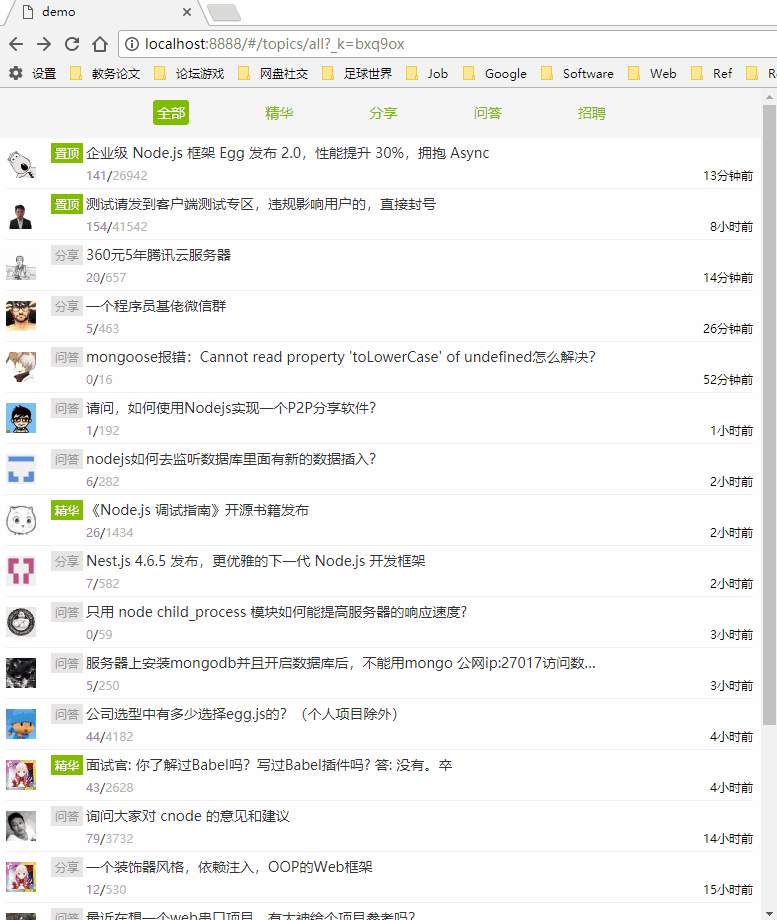 demo
localhost:8888/#/topics/all?_k=bxq9ox
设置 教务论文 论坛游戏 网盘社交 足球世界 Job Google Software Web Ref
全部 精华 分享 问答 招聘
置顶 企业级 Node.js 框架 Egg 发布 2.0，性能提升 30%，拥抱 Async
141/26942 13分钟前
置顶 测试请发到客户端测试专区，违规影响用户的，直接封号
154/41542 8小时前
分享 360元5年腾讯云服务器
20/657 14分钟前
分享 一个程序员基佬微信群
5/463 26分钟前
问答 mongoose报错：Cannot read property 'toLowerCase' of undefined怎么解决？
0/16 52分钟前
问答 请问，如何使用Nodejs实现一个P2P分享软件？
1/192 1小时前
问答 nodejs如何去监听数据库里面有新的数据插入？
6/282 2小时前
精华 《Node.js 调试指南》开源书籍发布
26/1434 2小时前
分享 Nest.js 4.6.5 发布，更优雅的下一代 Node.js 开发框架
7/582 2小时前
问答 只用 node child_process 模块如何能提高服务器的响应速度？
0/59 3小时前
问答 服务器上安装mongodb并且开启数据库后，不能用mongo 公网ip:27017访问数...
5/250 3小时前
问答 公司选型中有多少选择egg.js的？（个人项目除外）
44/4182 4小时前
精华 面试官: 你了解过Babel吗？写过Babel插件吗? 答: 没有。卒
43/2628 4小时前
问答 询问大家对 cnode 的意见和建议
79/3732 14小时前
分享 一个装饰器风格，依赖注入，OOP的Web框架
12/530 15小时前
问答 最近在想一个web串口项目，有大神给个项目参考吗？